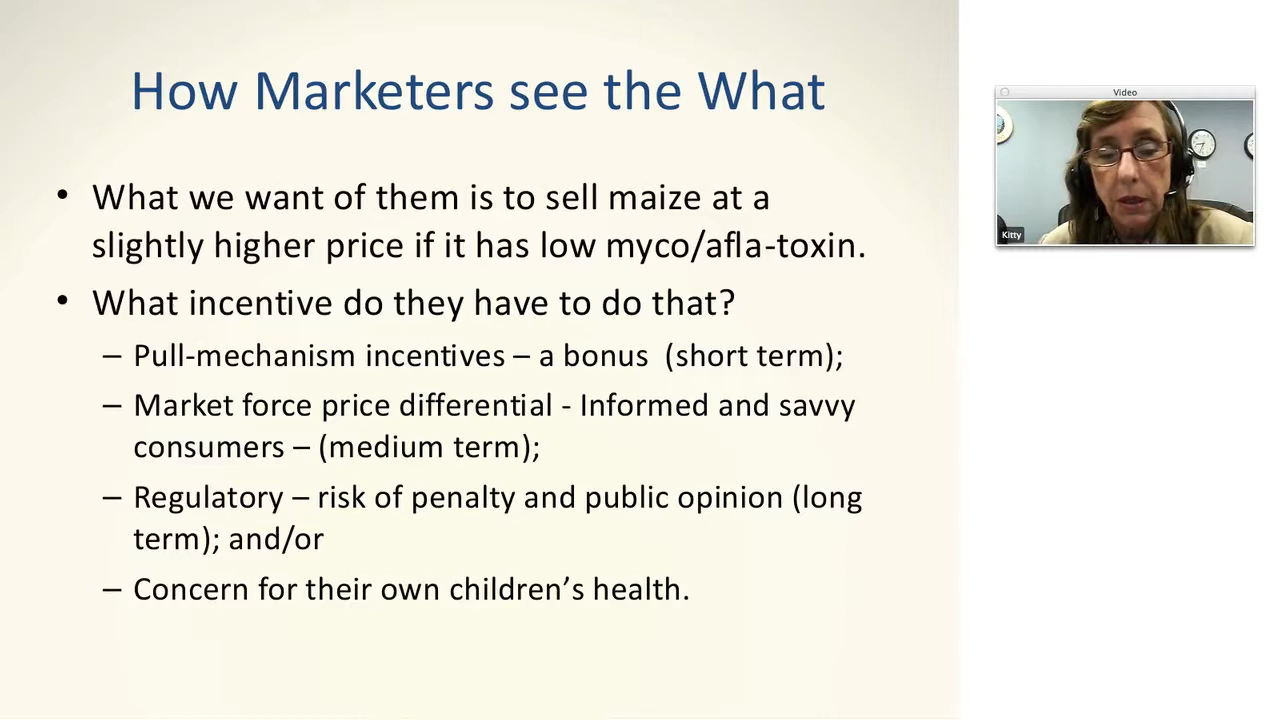 How Marketers see the What
• What we want of them is to sell maize at a
slightly higher price if it has low myco/afla-toxin.
• What incentive do they have to do that?
– Pull-mechanism incentives – a bonus  (short term);
– Market force price differential - Informed and savvy
consumers – (medium term);
– Regulatory – risk of penalty and public opinion (long
term); and/or
– Concern for their own children’s health.
Video
Kitty